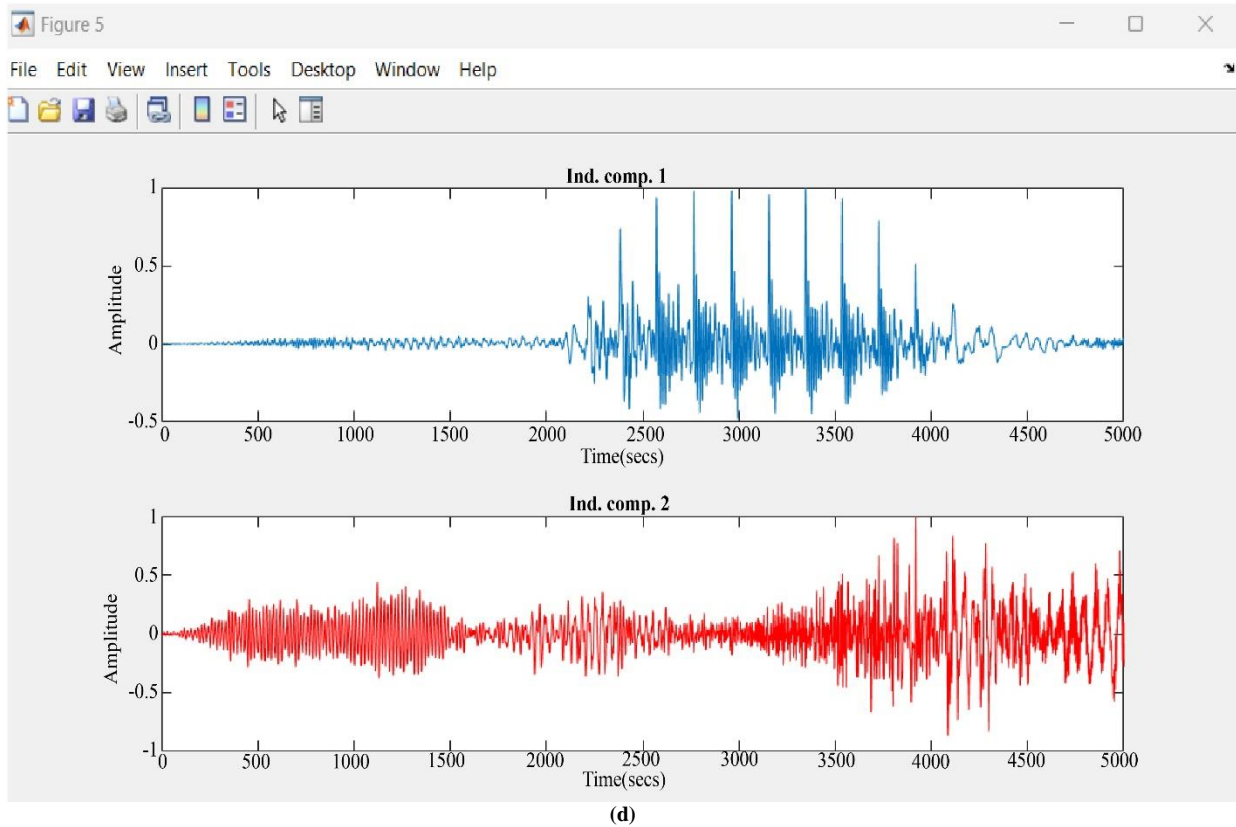 Figure 5
File Edit View Insert Tools Desktop Window Help
Ind. comp. 1
1
0.5
0
-0.5
Amplitude
0 500 1000 1500 2000 2500 3000 3500 4000 4500 5000
Time(secs)
Ind. comp. 2
1
0.5
0
-0.5
-1
Amplitude
0 500 1000 1500 2000 2500 3000 3500 4000 4500 5000
Time(secs)
(d)